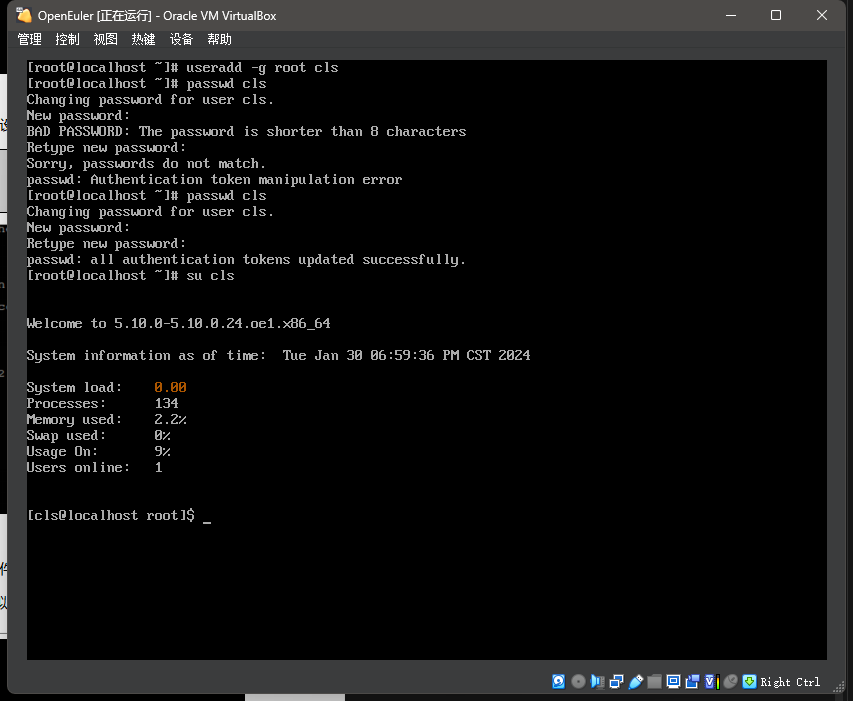 OpenEuler [正在运行] - Oracle VM VirtualBox
管理 控制 视图 热键 设备 帮助
[root@localhost ~]# useradd -g root cls
[root@localhost ~]# passwd cls
Changing password for user cls.
New password:
BAD PASSWORD: The password is shorter than 8 characters
Retype new password:
Sorry, passwords do not match.
passwd: Authentication token manipulation error
[root@localhost ~]# passwd cls
Changing password for user cls.
New password:
Retype new password:
passwd: all authentication tokens updated successfully.
[root@localhost ~]# su cls
Welcome to 5.10.0-5.10.0.24.oe1.x86_64
System information as of time:  Tue Jan 30 06:59:36 PM CST 2024
System load:    0.00
Processes:      134
Memory used:    2.2%
Swap used:      0%
Usage On:       9%
Users online:   1
[cls@localhost root]$ _
Right Ctrl